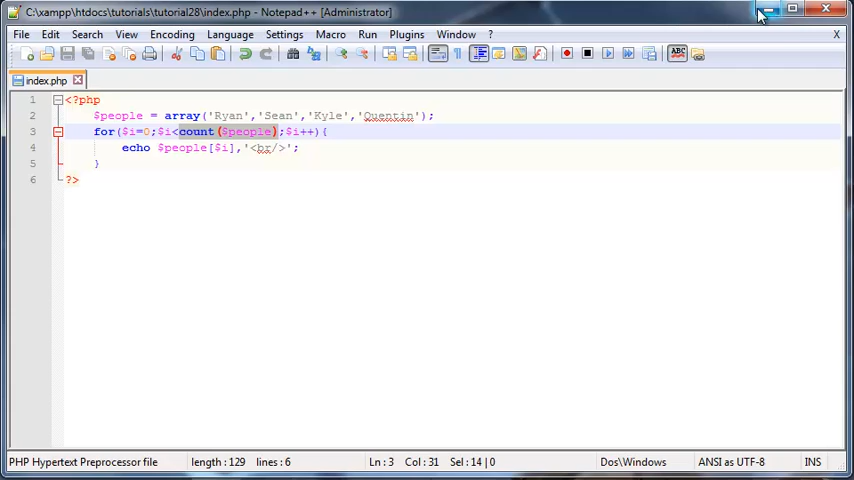 C:\xampp\htdocs\tutorials\tutorial28\index.php - Notepad++ [Administrator]
File Edit Search View Encoding Language Settings Macro Run Plugins Window ? X
index.php
1 <?php
2 $people = array('Ryan','Sean','Kyle','Quentin');
3 for($i=0;$i<count($people);$i++){
4 echo $people[$i],'<br/>';
5 }
6 ?>
PHP Hypertext Preprocessor file length : 129 lines : 6 Ln : 3 Col : 31 Sel : 14 | 0 Dos\Windows ANSI as UTF-8 INS